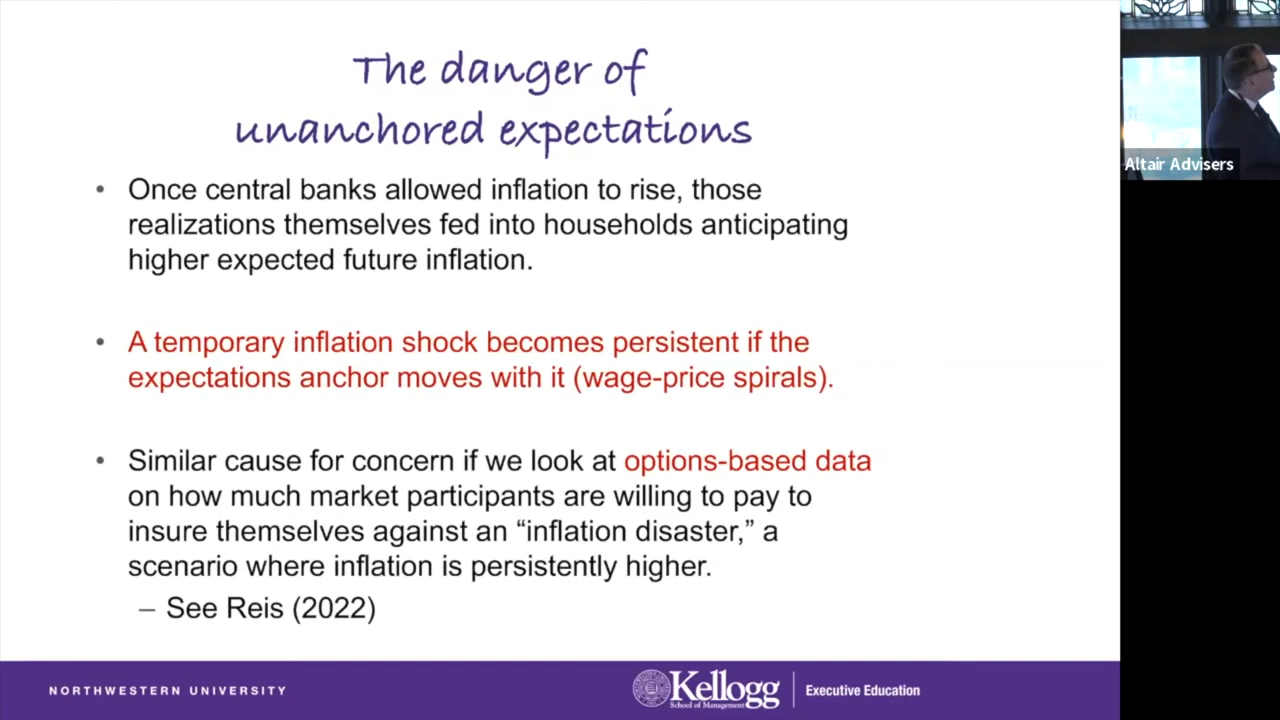 The danger of
unanchored expectations
• Once central banks allowed inflation to rise, those
realizations themselves fed into households anticipating
higher expected future inflation.
• A temporary inflation shock becomes persistent if the
expectations anchor moves with it (wage-price spirals).
• Similar cause for concern if we look at options-based data
on how much market participants are willing to pay to
insure themselves against an “inflation disaster,” a
scenario where inflation is persistently higher.
– See Reis (2022)
NORTHWESTERN UNIVERSITY
Kellogg
School of Management
Executive Education
Altair Advisers